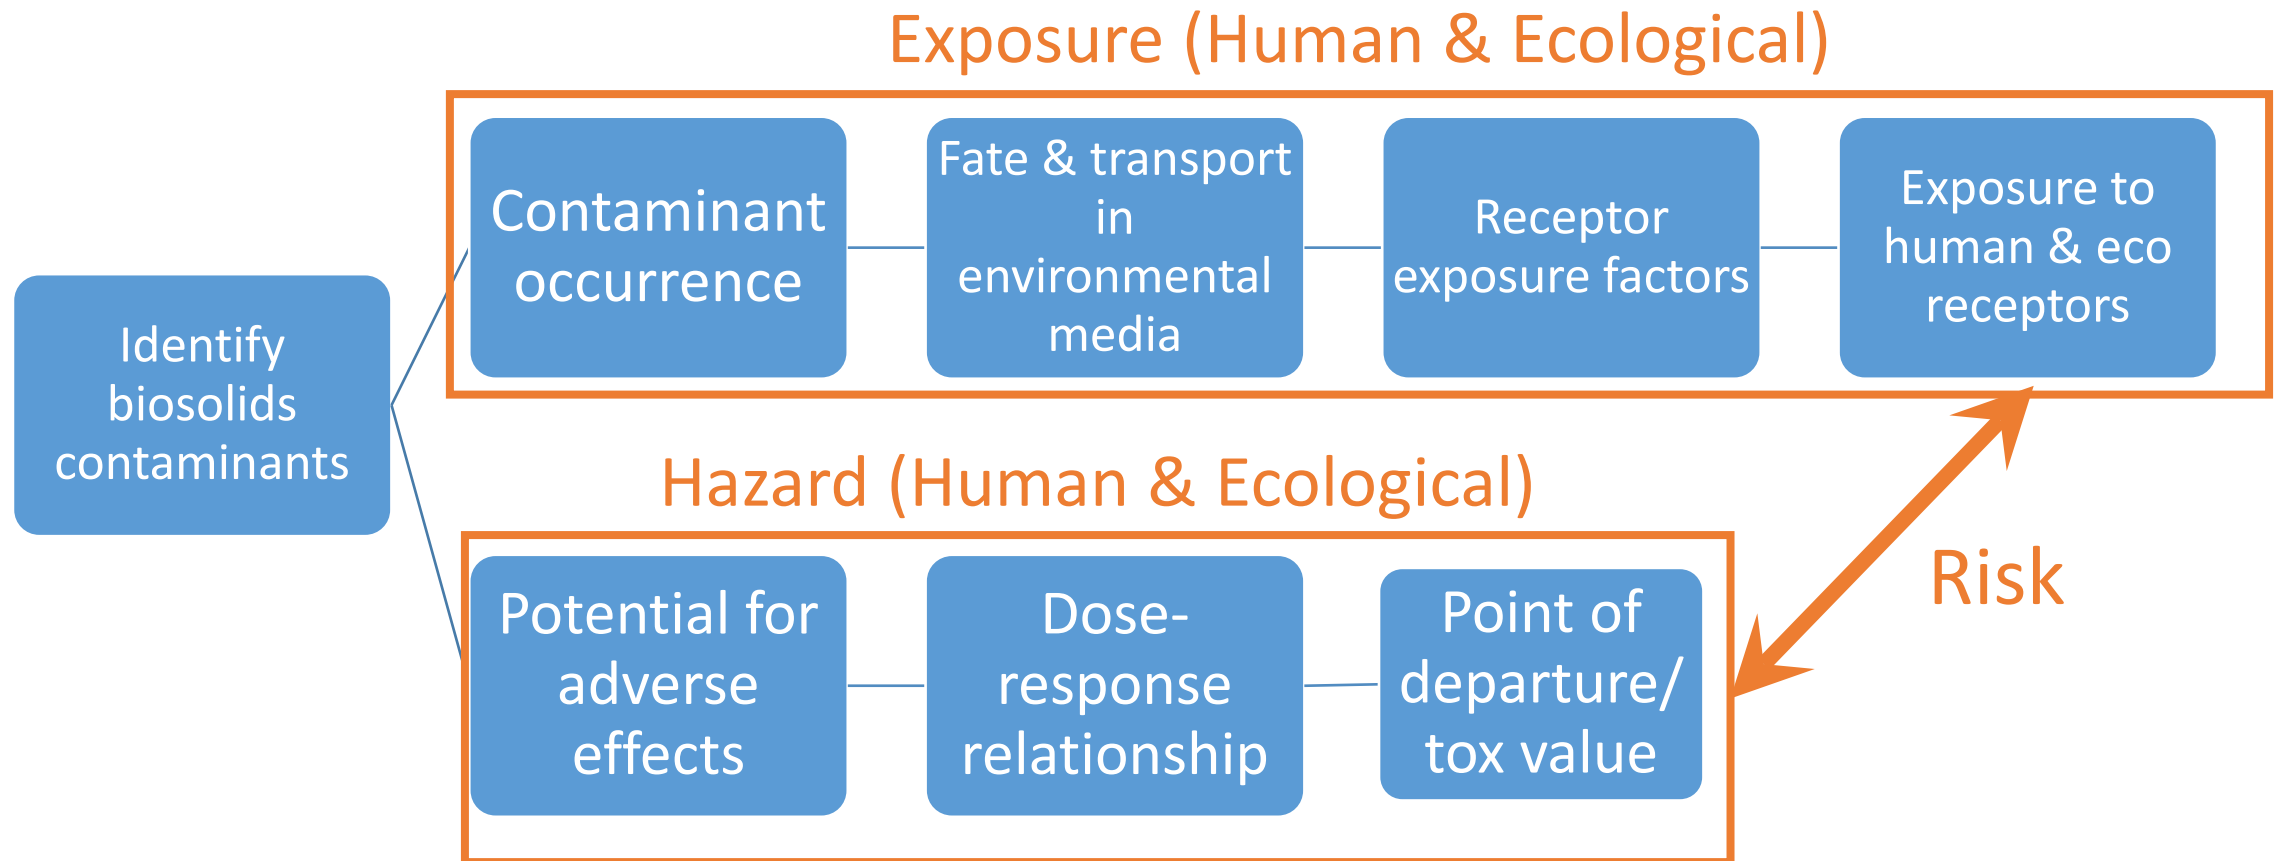 Exposure (Human & Ecological)
Contaminant
occurrence
Fate & transport
in
environmental
media
Receptor
exposure factors
Exposure to
human & eco
receptors
Identify
biosolids
contaminants
Hazard (Human & Ecological)
Potential for
adverse
effects
Dose-
response
relationship
Point of
departure/
tox value
Risk